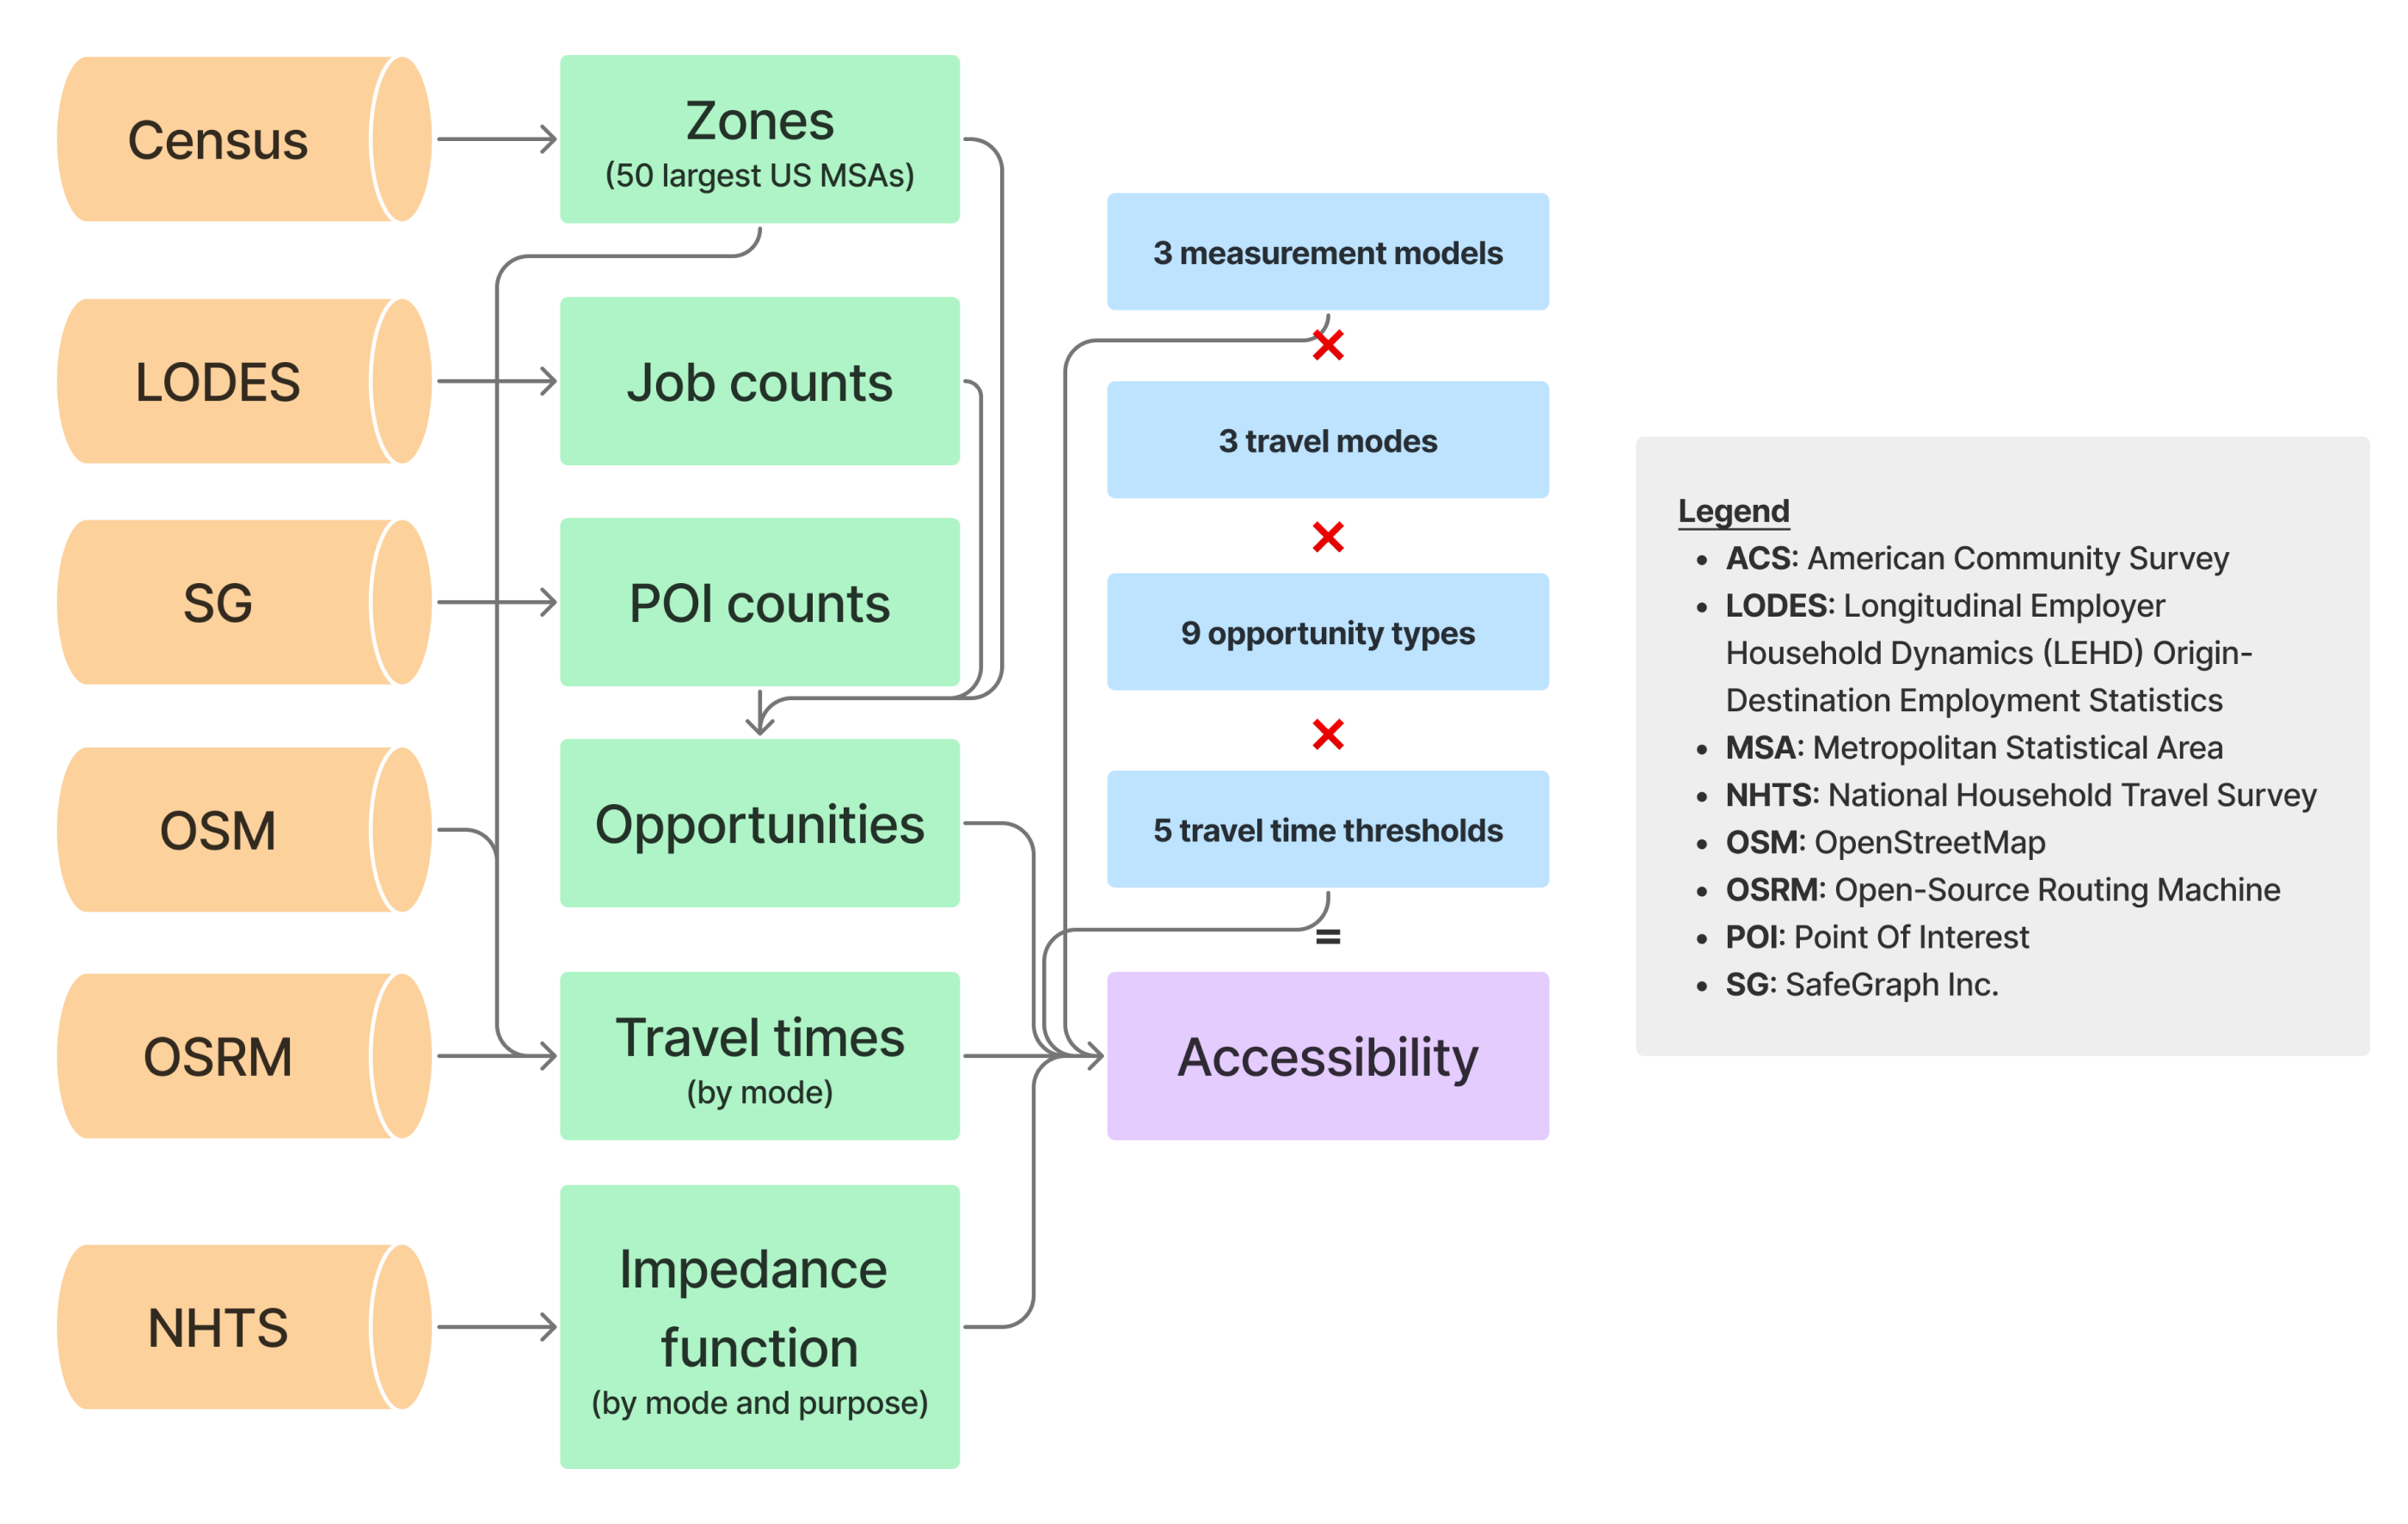 Census
Zones
(50 largest US MSAs)
LODES
Job counts
SG
POI counts
OSM
Opportunities
OSRM
Travel times
(by mode)
NHTS
Impedance
function
(by mode and purpose)
3 measurement models
×
3 travel modes
×
9 opportunity types
×
5 travel time thresholds
=
Accessibility
Legend
• ACS: American Community Survey
• LODES: Longitudinal Employer
Household Dynamics (LEHD) Origin-
Destination Employment Statistics
• MSA: Metropolitan Statistical Area
• NHTS: National Household Travel Survey
• OSM: OpenStreetMap
• OSRM: Open-Source Routing Machine
• POI: Point Of Interest
• SG: SafeGraph Inc.